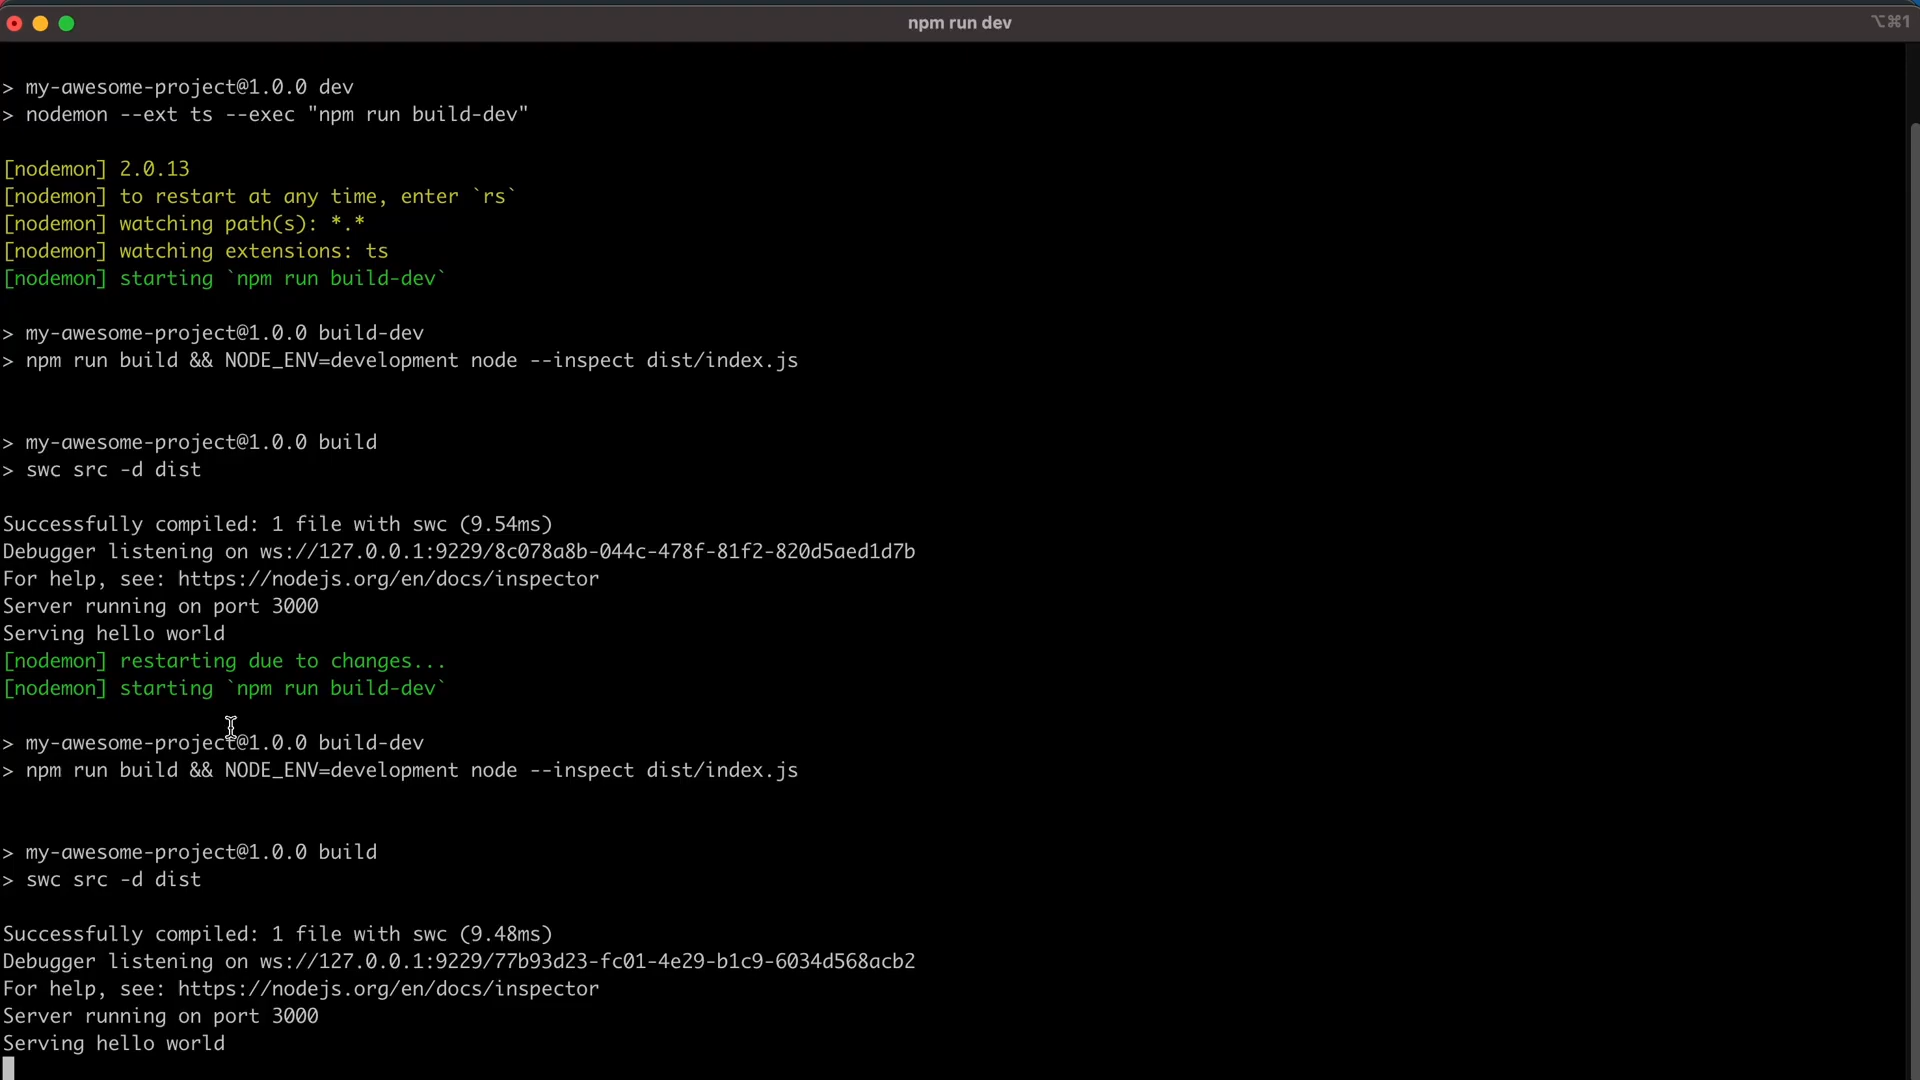 npm run dev
⌥⌘1
> my-awesome-project@1.0.0 dev
> nodemon --ext ts --exec "npm run build-dev"
[nodemon] 2.0.13
[nodemon] to restart at any time, enter `rs`
[nodemon] watching path(s): *.*
[nodemon] watching extensions: ts
[nodemon] starting `npm run build-dev`
> my-awesome-project@1.0.0 build-dev
> npm run build && NODE_ENV=development node --inspect dist/index.js
> my-awesome-project@1.0.0 build
> swc src -d dist
Successfully compiled: 1 file with swc (9.54ms)
Debugger listening on ws://127.0.0.1:9229/8c078a8b-044c-478f-81f2-820d5aed1d7b
For help, see: https://nodejs.org/en/docs/inspector
Server running on port 3000
Serving hello world
[nodemon] restarting due to changes...
[nodemon] starting `npm run build-dev`
> my-awesome-project@1.0.0 build-dev
> npm run build && NODE_ENV=development node --inspect dist/index.js
> my-awesome-project@1.0.0 build
> swc src -d dist
Successfully compiled: 1 file with swc (9.48ms)
Debugger listening on ws://127.0.0.1:9229/77b93d23-fc01-4e29-b1c9-6034d568acb2
For help, see: https://nodejs.org/en/docs/inspector
Server running on port 3000
Serving hello world